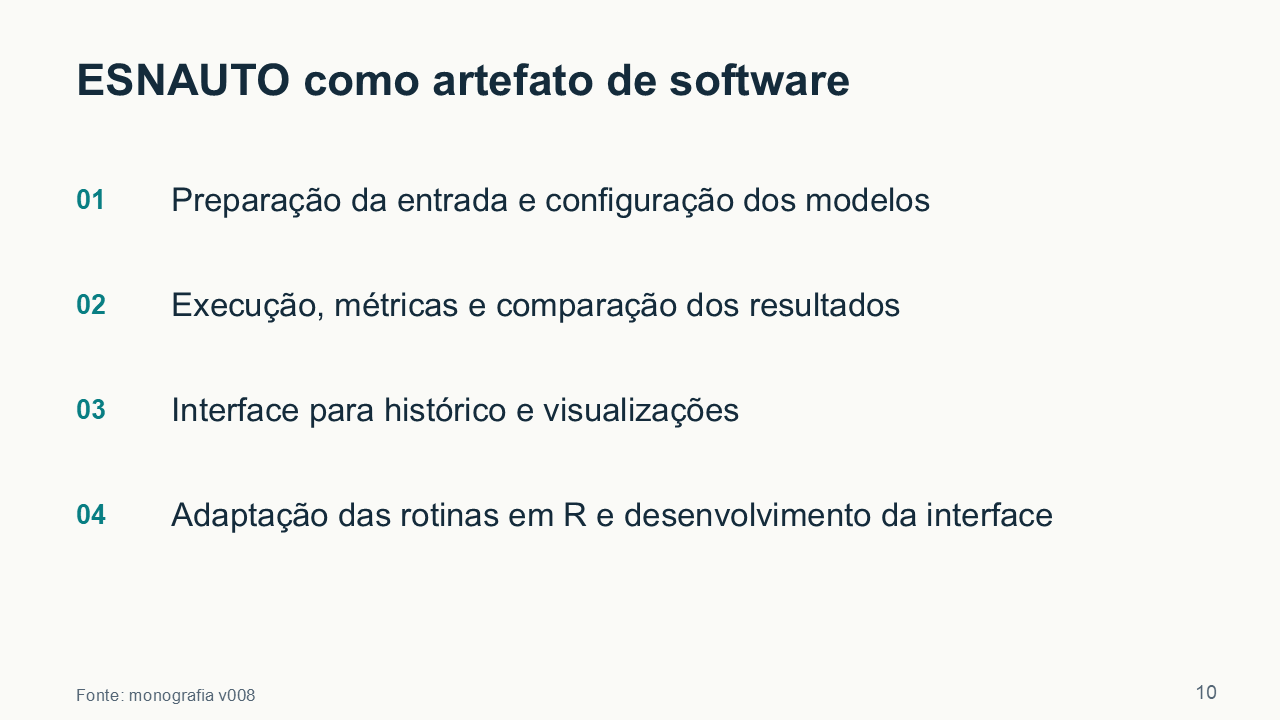 ESNAUTO como artefato de software
01 Preparação da entrada e configuração dos modelos
02 Execução, métricas e comparação dos resultados
03 Interface para histórico e visualizações
04 Adaptação das rotinas em R e desenvolvimento da interface
Fonte: monografia v008
10